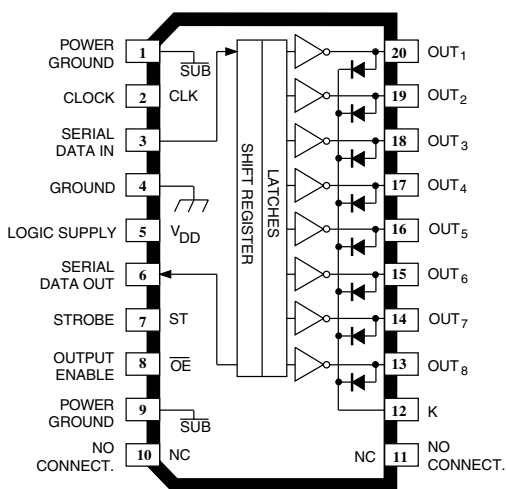 POWER
GROUND
1
SUB
CLOCK
2
CLK
SERIAL
DATA IN
3
GROUND
4
LOGIC SUPPLY
5
VDD
SERIAL
DATA OUT
6
STROBE
7
ST
OUTPUT
ENABLE
8
OE
POWER
GROUND
9
SUB
NO
CONNECT.
10
NC
SHIFT REGISTER
LATCHES
20
OUT1
19
OUT2
18
OUT3
17
OUT4
16
OUT5
15
OUT6
14
OUT7
13
OUT8
12
K
NC
11
NO
CONNECT.